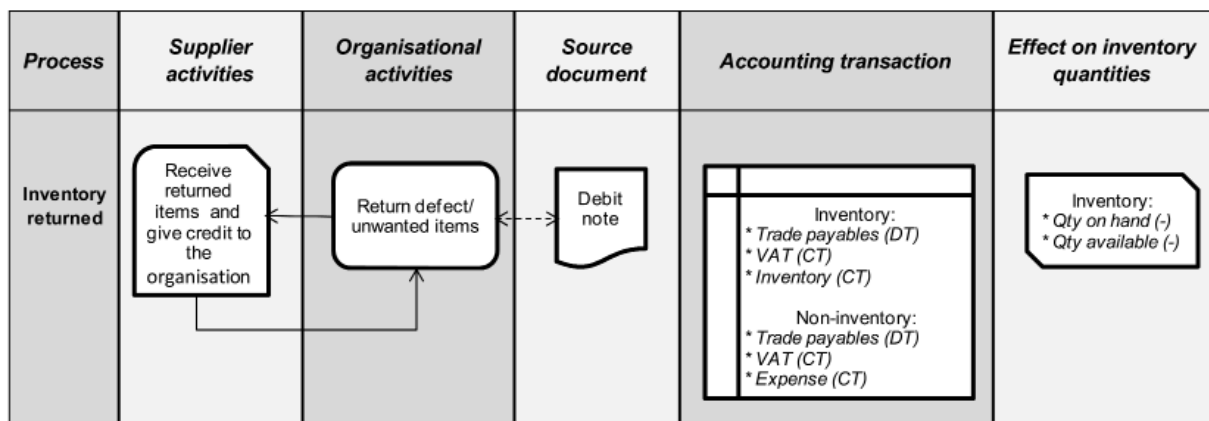 Process
Supplier
activities
Organisational
activities
Source
document
Accounting transaction
Effect on inventory
quantities
Inventory
returned
Receive
returned
items and
give credit to
the
organisation
Return defect/
unwanted items
Debit
note
Inventory:
* Trade payables (DT)
* VAT (CT)
* Inventory (CT)
Non-inventory:
* Trade payables (DT)
* VAT (CT)
* Expense (CT)
Inventory:
* Qty on hand (-)
* Qty available (-)